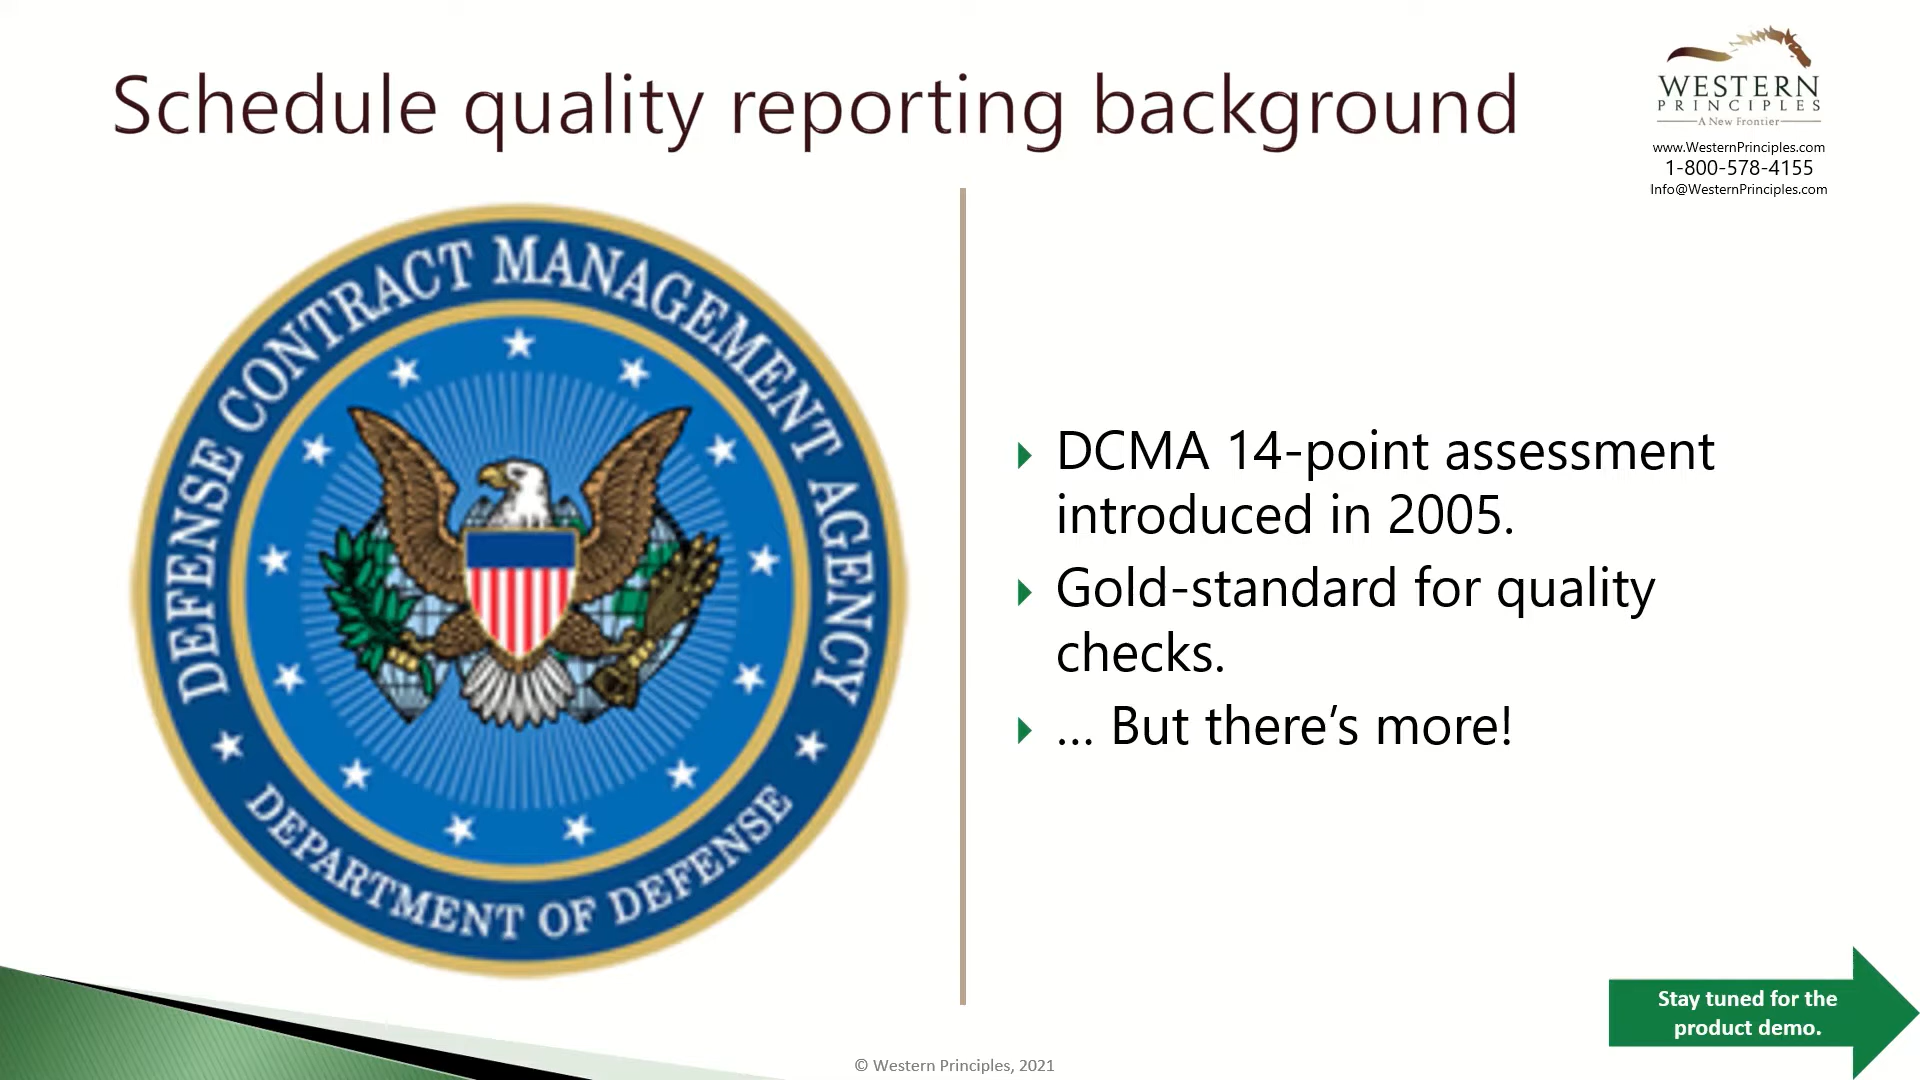 Schedule quality reporting background
WESTERN
PRINCIPLES
A New Frontier
www.WesternPrinciples.com
1-800-578-4155
Info@WesternPrinciples.com
DEFENSE CONTRACT MANAGEMENT AGENCY
DEPARTMENT OF DEFENSE
DCMA 14-point assessment
introduced in 2005.
Gold-standard for quality
checks.
... But there’s more!
Stay tuned for the
product demo.
© Western Principles, 2021